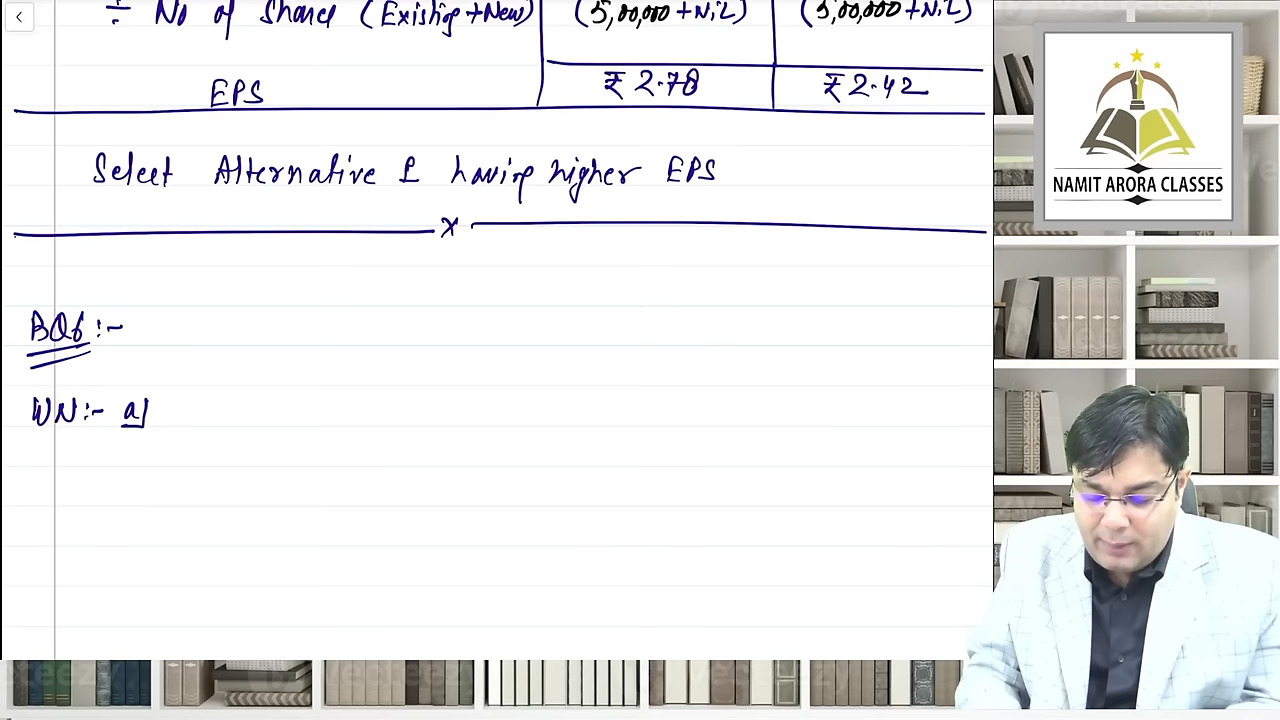 ÷ No of Shares (Existing + New) (5,00,000 + NIL) (5,00,000 + NIL)
EPS ₹ 2.78 ₹ 2.42
Select Alternative I having higher EPS
x
BQ6 :-
WN :- a)
NAMIT ARORA CLASSES